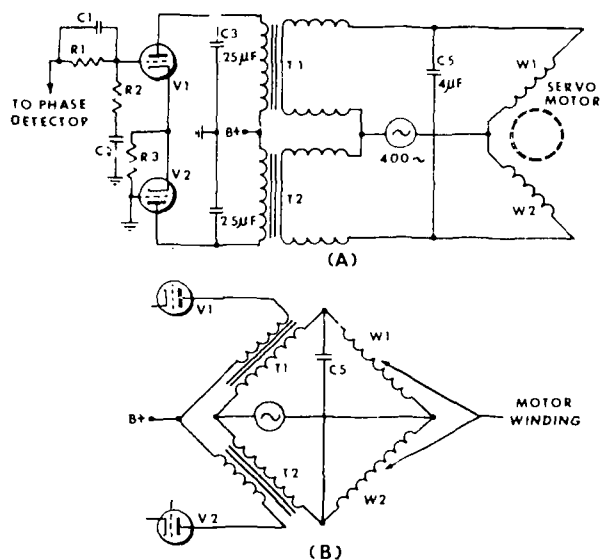 C1
R1
R2
V1
TO PHASE
DETECTOR
C2
R3
V2
C3
25µF
B+
25µF
T1
T2
400~
C5
4µF
W1
SERVO
MOTOR
W2
(A)
V1
T1
C5
W1
B+
MOTOR
WINDING
T2
V2
W2
(B)